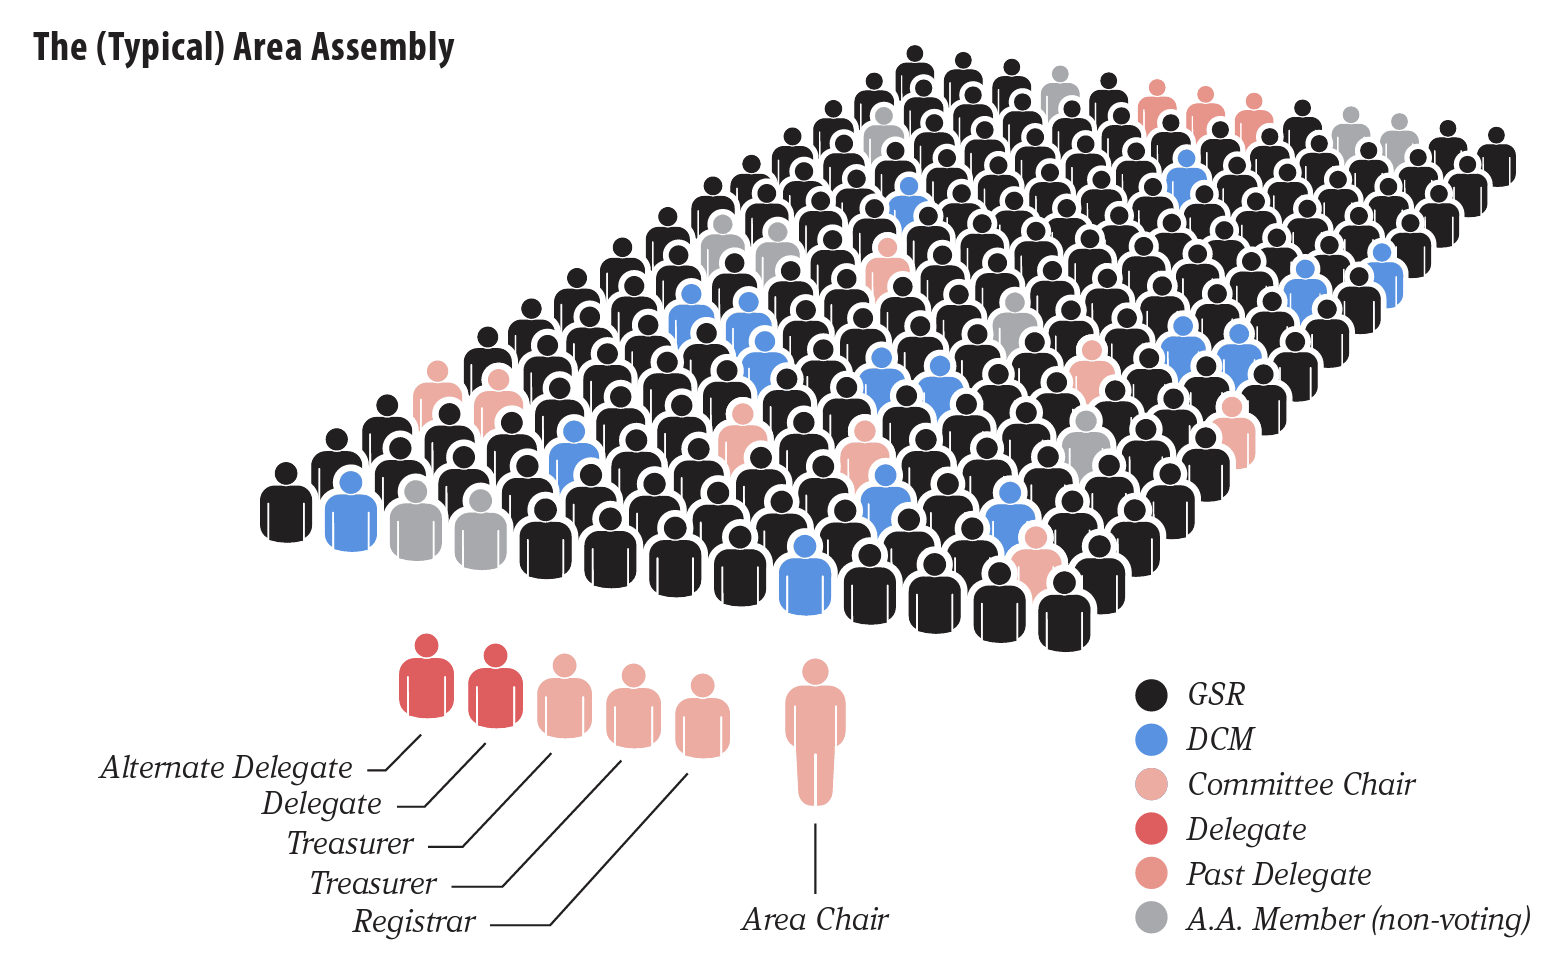 The (Typical) Area Assembly
Alternate Delegate
Delegate
Treasurer
Treasurer
Registrar
Area Chair
GSR
DCM
Committee Chair
Delegate
Past Delegate
A.A. Member (non-voting)